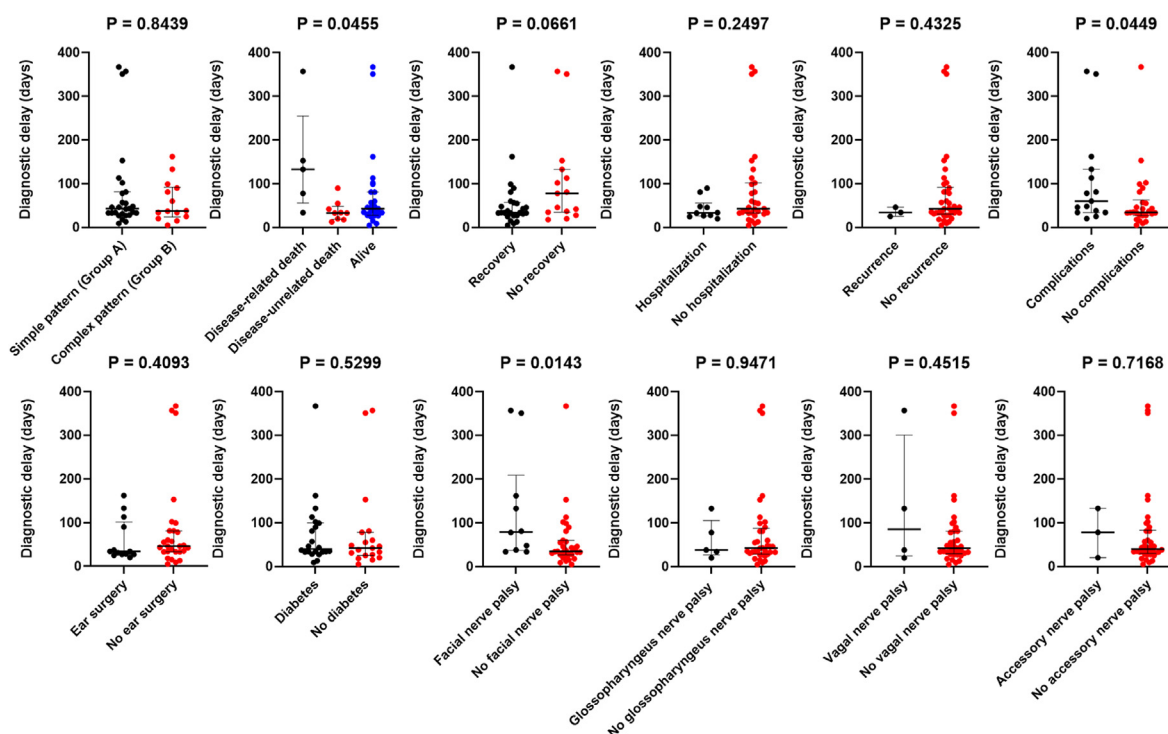 P = 0.8439
P = 0.0455
P = 0.0661
P = 0.2497
P = 0.4325
P = 0.0449
Diagnostic delay (days)
400
300
200
100
0
Simple pattern (Group A)
Complex pattern (Group B)
Diagnostic delay (days)
400
300
200
100
0
Disease-related death
Disease-unrelated death
Alive
Diagnostic delay (days)
400
300
200
100
0
Recovery
No recovery
Diagnostic delay (days)
400
300
200
100
0
Hospitalization
No hospitalization
Diagnostic delay (days)
400
300
200
100
0
Recurrence
No recurrence
Diagnostic delay (days)
400
300
200
100
0
Complications
No complications
P = 0.4093
P = 0.5299
P = 0.0143
P = 0.9471
P = 0.4515
P = 0.7168
Diagnostic delay (days)
400
300
200
100
0
Ear surgery
No ear surgery
Diagnostic delay (days)
400
300
200
100
0
Diabetes
No diabetes
Diagnostic delay (days)
400
300
200
100
0
Facial nerve palsy
No facial nerve palsy
Diagnostic delay (days)
400
300
200
100
0
Glossopharyngeus nerve palsy
No glossopharyngeus nerve palsy
Diagnostic delay (days)
400
300
200
100
0
Vagal nerve palsy
No vagal nerve palsy
Diagnostic delay (days)
400
300
200
100
0
Accessory nerve palsy
No accessory nerve palsy